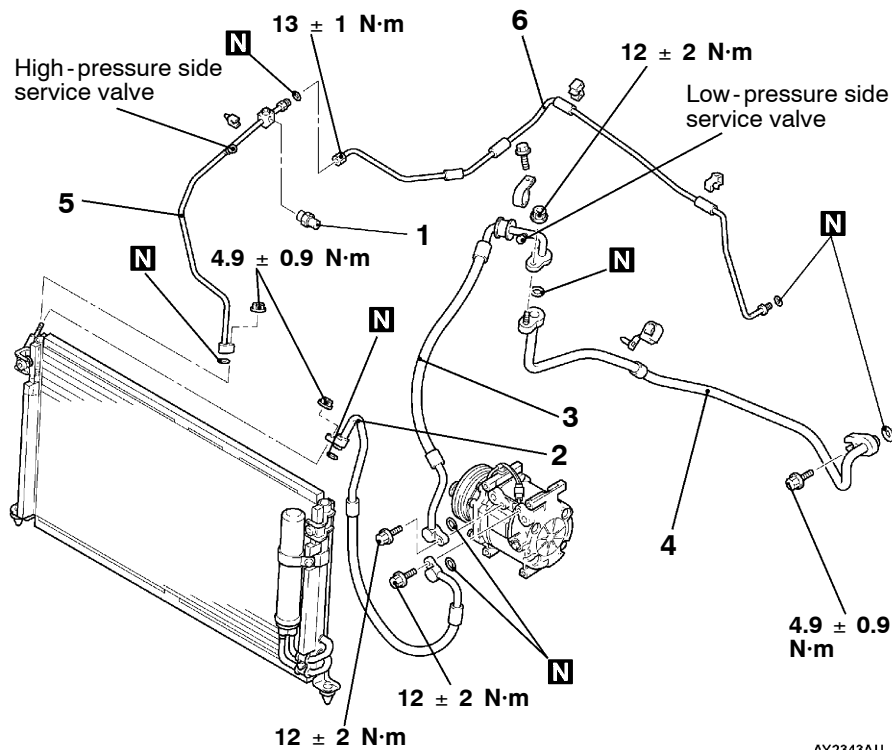 13 ± 1 N·m
6
N
12 ± 2 N·m
High-pressure side
service valve
Low-pressure side
service valve
5
1
N
N
4.9 ± 0.9 N·m
N
N
3
2
4
4.9 ± 0.9
N·m
N
12 ± 2 N·m
12 ± 2 N·m
AY2343AU